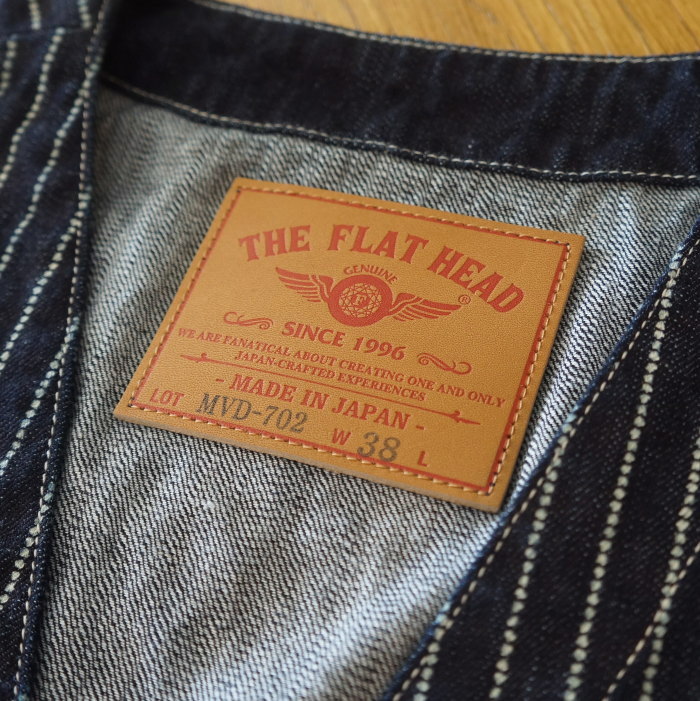 THE FLAT HEAD
GENUINE
F
®
SINCE 1996
WE ARE FANATICAL ABOUT CREATING ONE AND ONLY
JAPAN-CRAFTED EXPERIENCES
- MADE IN JAPAN -
LOT MVD-702 W 38 L